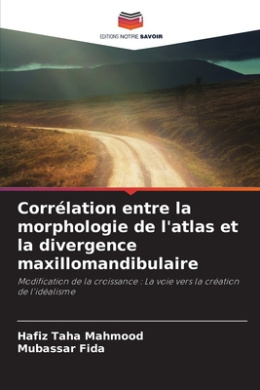 EDITIONS NOTRE SAVOIR
Corrélation entre la
morphologie de l'atlas et
la divergence
maxillomandibulaire
Modification de la croissance : La voie vers la création
de l'idéalisme
Hafiz Taha Mahmood
Mubassar Fida